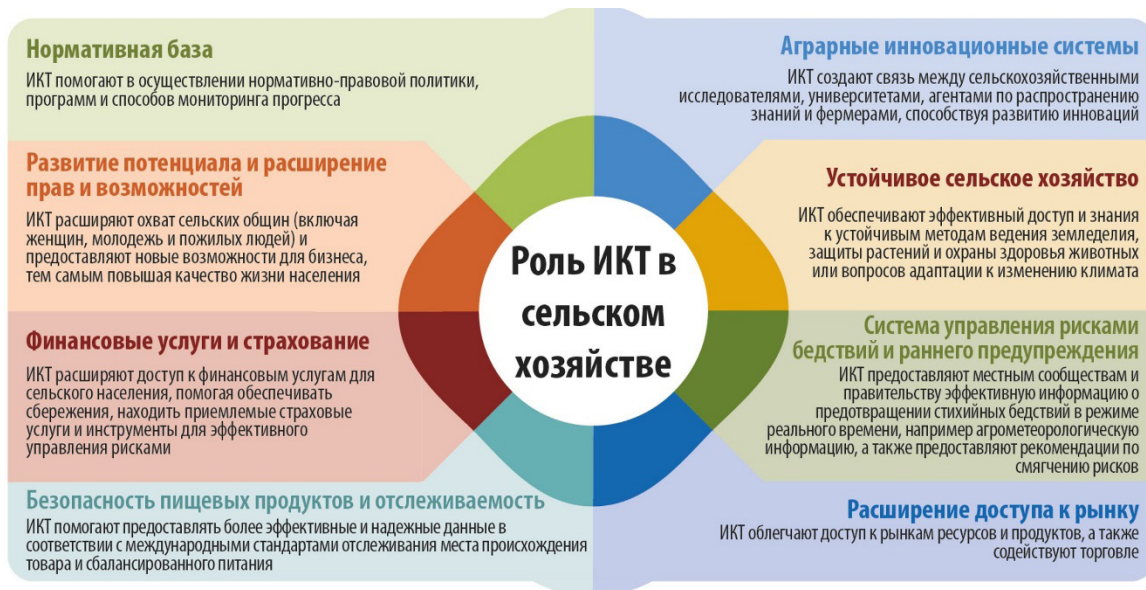 Нормативная база
ИКТ помогают в осуществлении нормативно-правовой политики,
программ и способов мониторинга прогресса
Развитие потенциала и расширение
прав и возможностей
ИКТ расширяют охват сельских общин (включая
женщин, молодежь и пожилых людей) и
предоставляют новые возможности для бизнеса,
тем самым повышая качество жизни населения
Финансовые услуги и страхование
ИКТ расширяют доступ к финансовым услугам для
сельского населения, помогая обеспечивать
сбережения, находить приемлемые страховые
услуги и инструменты для эффективного
управления рисками
Безопасность пищевых продуктов и отслеживаемость
ИКТ помогают предоставлять более эффективные и надежные данные в
соответствии с международными стандартами отслеживания места происхождения
товара и сбалансированного питания
Роль ИКТ в
сельском
хозяйстве
Аграрные инновационные системы
ИКТ создают связь между сельскохозяйственными
исследователями, университетами, агентами по распространению
знаний и фермерами, способствуя развитию инноваций
Устойчивое сельское хозяйство
ИКТ обеспечивают эффективный доступ и знания
к устойчивым методам ведения земледелия,
защиты растений и охраны здоровья животных
или вопросов адаптации к изменению климата
Система управления рисками
бедствий и раннего предупреждения
ИКТ предоставляют местным сообществам и
правительству эффективную информацию о
предотвращении стихийных бедствий в режиме
реального времени, например агрометеорологическую
информацию, а также предоставляют рекомендации по
смягчению рисков
Расширение доступа к рынку
ИКТ облегчают доступ к рынкам ресурсов и продуктов, а также
содействуют торговле